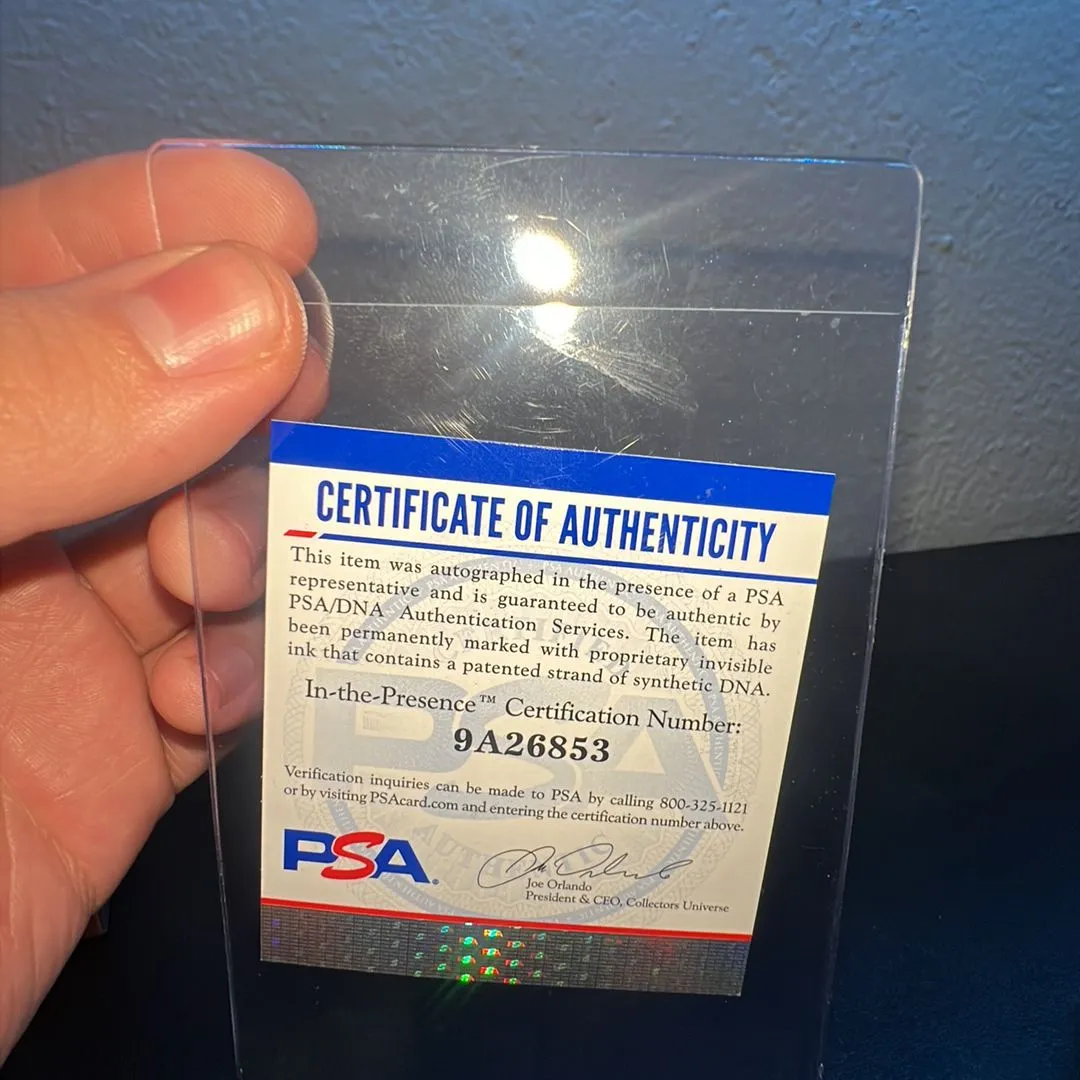 CERTIFICATE OF AUTHENTICITY
This item was autographed in the presence of a PSA
representative and is guaranteed to be authentic by
PSA/DNA Authentication Services. The item has
been permanently marked with proprietary invisible
ink that contains a patented strand of synthetic DNA.
In-the-Presence™ Certification Number:
9A26853
Verification inquiries can be made to PSA by calling 800-325-1121
or by visiting PSAcard.com and entering the certification number above.
PSA®
Joe Orlando
President & CEO, Collectors Universe